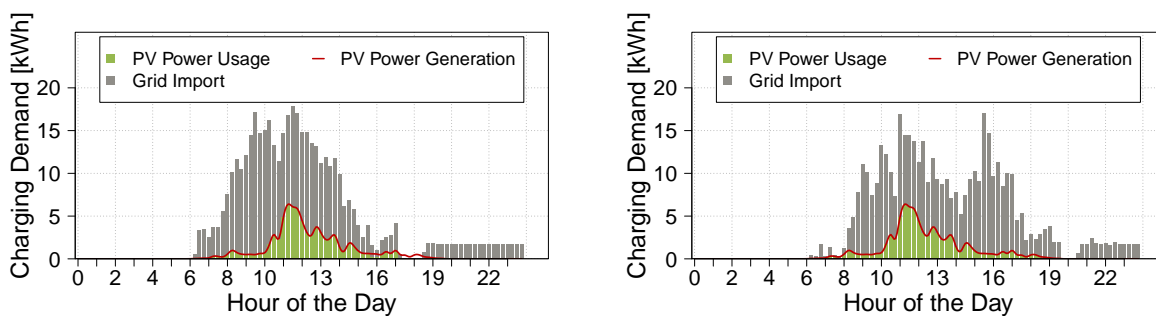 Charging Demand [kWh]
PV Power Usage
PV Power Generation
Grid Import
20
15
10
5
0
0 2 4 6 8 10 13 16 19 22
Hour of the Day
Charging Demand [kWh]
PV Power Usage
PV Power Generation
Grid Import
20
15
10
5
0
0 2 4 6 8 10 13 16 19 22
Hour of the Day